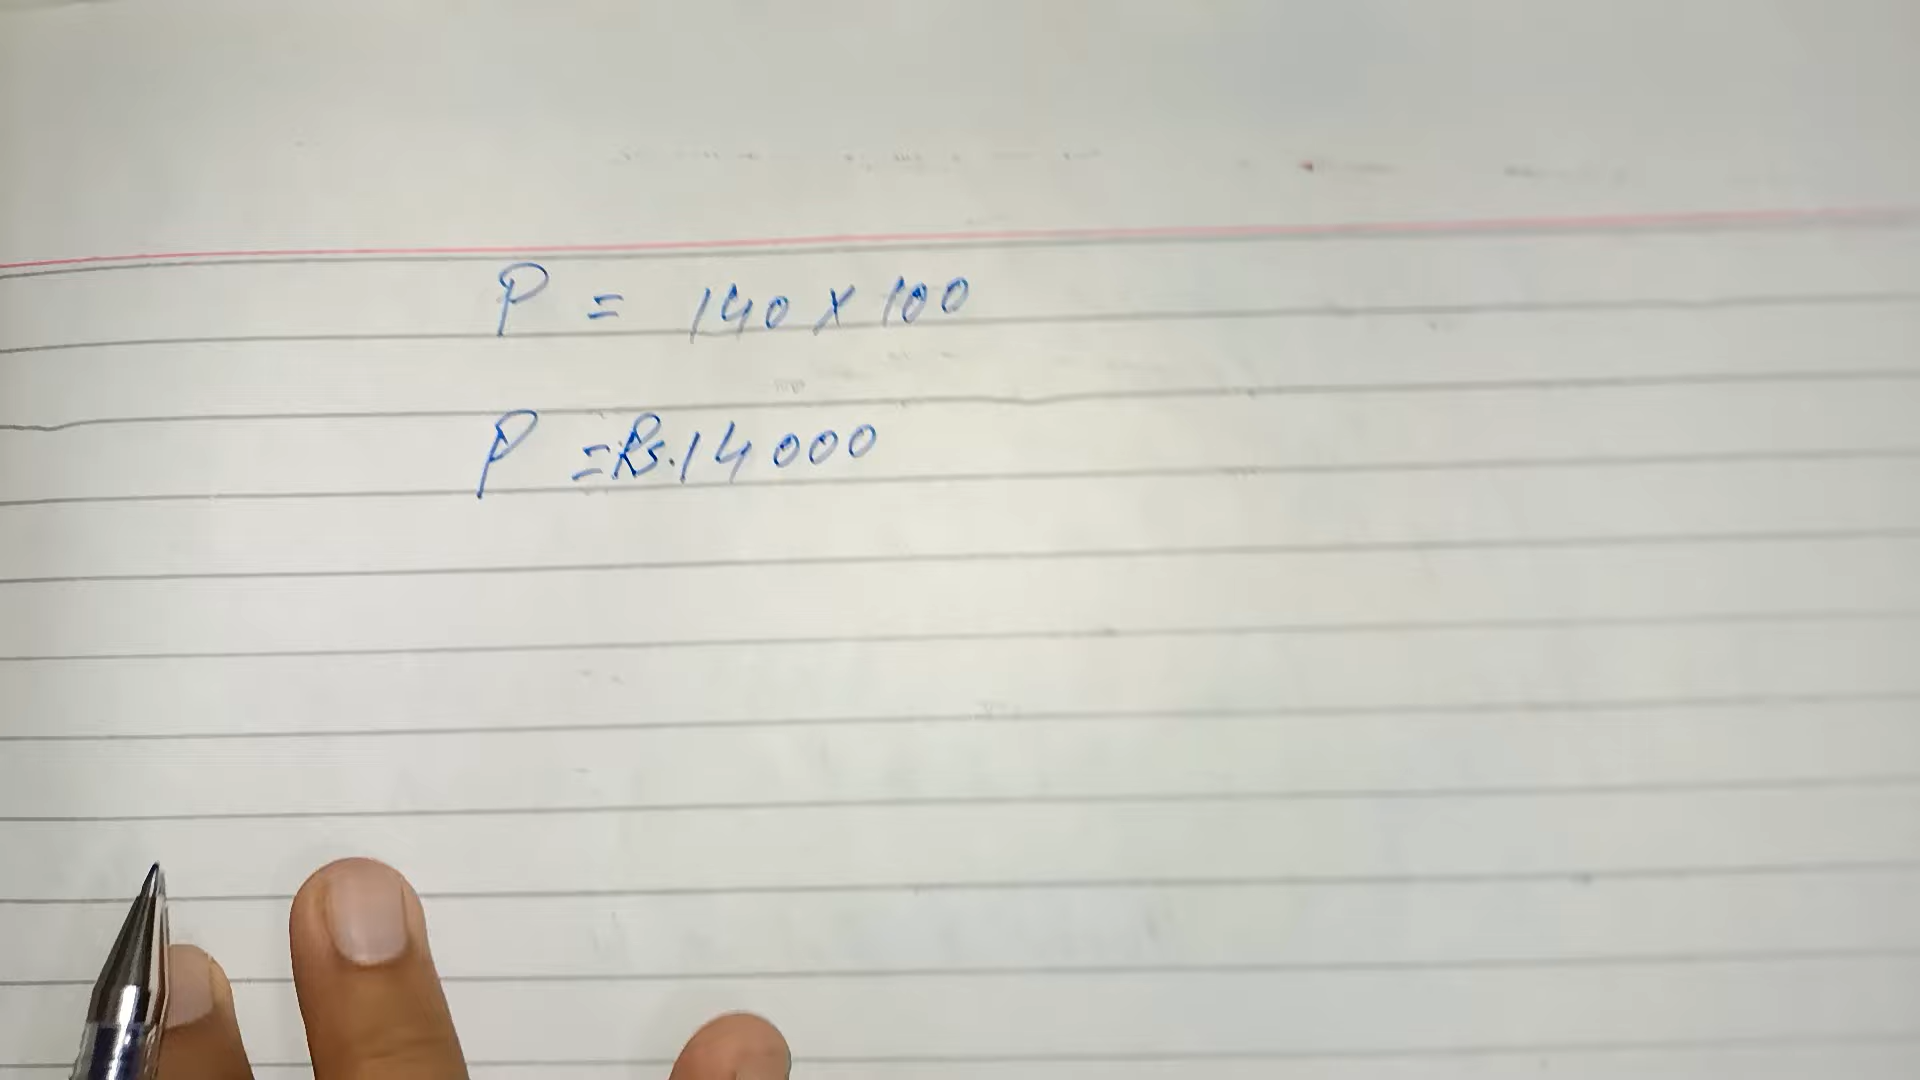 P = 140 x 100
P = Rs.14000